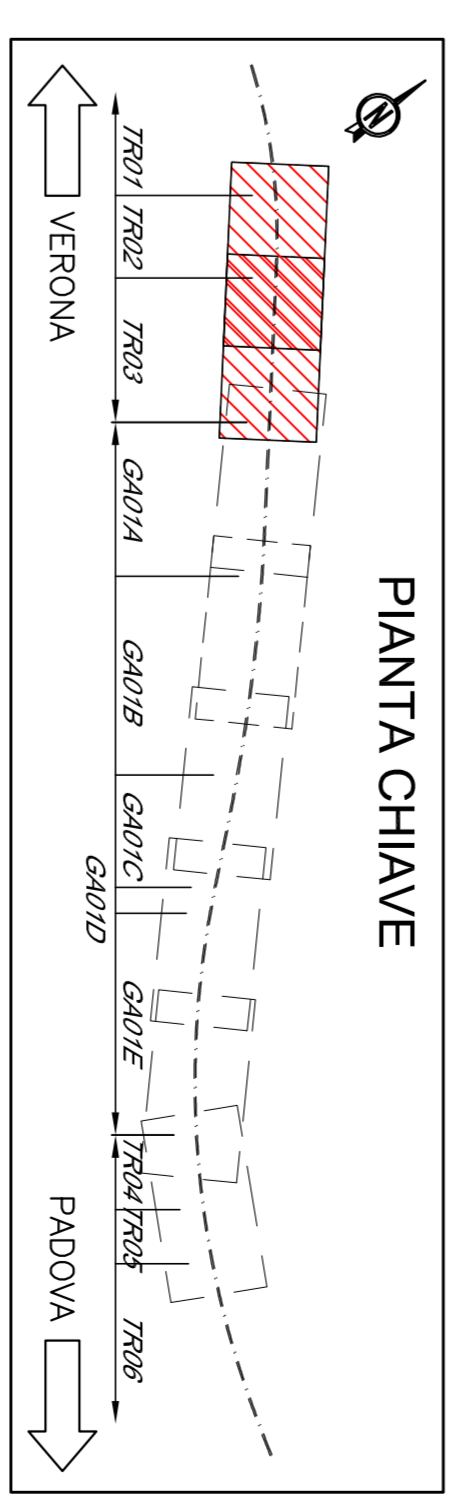 PIANTA CHIAVE
N
TR01
TR02
TR03
GA01A
GA01B
GA01C
GA01D
GA01E
TR04
TR05
TR06
VERONA
PADOVA